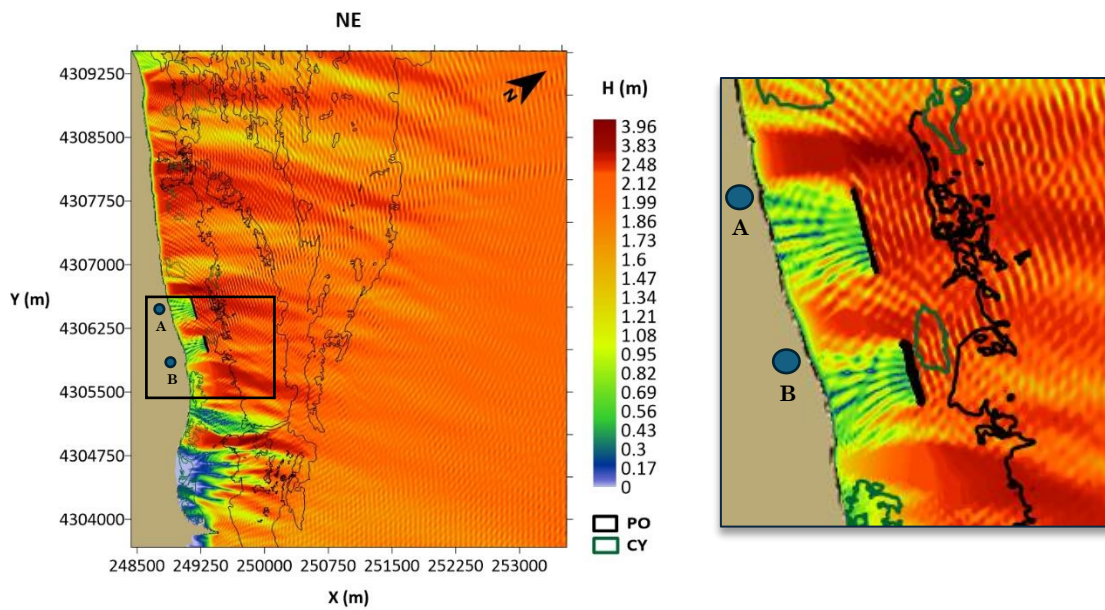 NE
4309250
4308500
4307750
4307000
Y (m)
4306250
4305500
4304750
4304000
248500 249250 250000 250750 251500 252250 253000
X (m)
A
B
N
H (m)
3.96
3.83
2.48
2.12
1.99
1.86
1.73
1.6
1.47
1.34
1.21
1.08
0.95
0.82
0.69
0.56
0.43
0.3
0.17
0
PO
CY
A
B